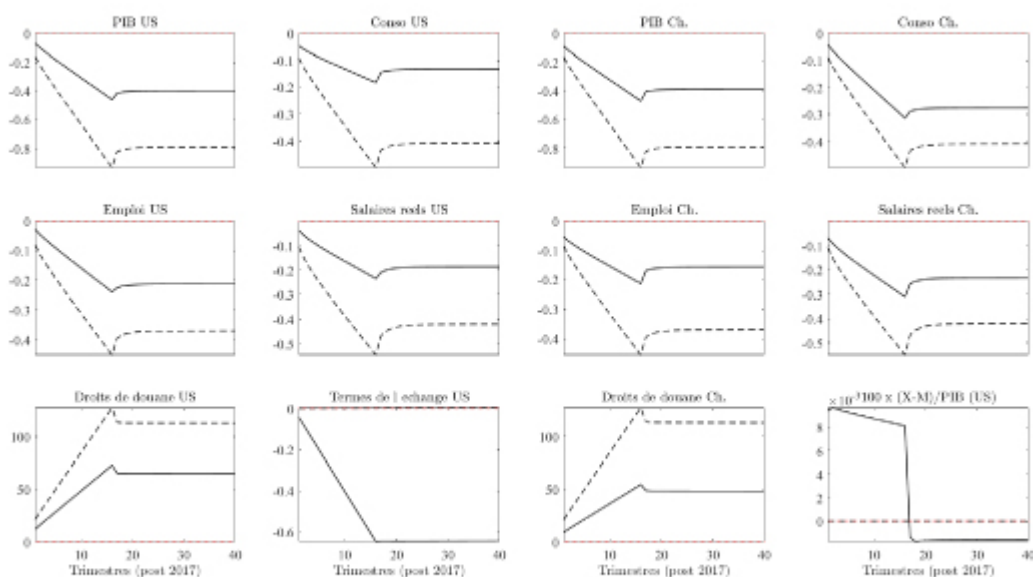 PIB US Conso US PIB Ch. Conso Ch.
0 0 0 0
-0.2 -0.1 -0.2 -0.1
-0.4 -0.2 -0.4 -0.2
-0.6 -0.3 -0.6 -0.3
-0.8 -0.4 -0.8 -0.4
Emploi US Salaires reels US Emploi Ch. Salaires reels Ch.
0 0 0 0
-0.1 -0.1 -0.1 -0.1
-0.2 -0.2 -0.2 -0.2
-0.3 -0.3 -0.3 -0.3
-0.4 -0.4 -0.4 -0.4
-0.5 -0.5
Droits de douane US Termes de l echange US Droits de douane Ch. × 10⁻³100 x (X-M)/PIB (US)
100 0 100 8
50 -0.2 50 6
0 -0.4 0 4
-0.6 2
0
10 20 30 40 10 20 30 40 10 20 30 40 10 20 30 40
Trimestres (post 2017) Trimestres (post 2017) Trimestres (post 2017) Trimestres (post 2017)